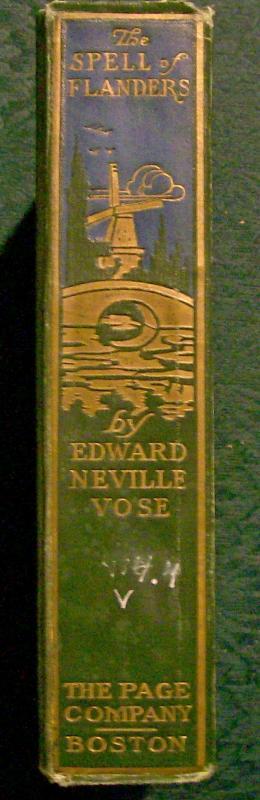 The
SPELL of
FLANDERS
by
EDWARD
NEVILLE
VOSE
V
THE PAGE
COMPANY
BOSTON